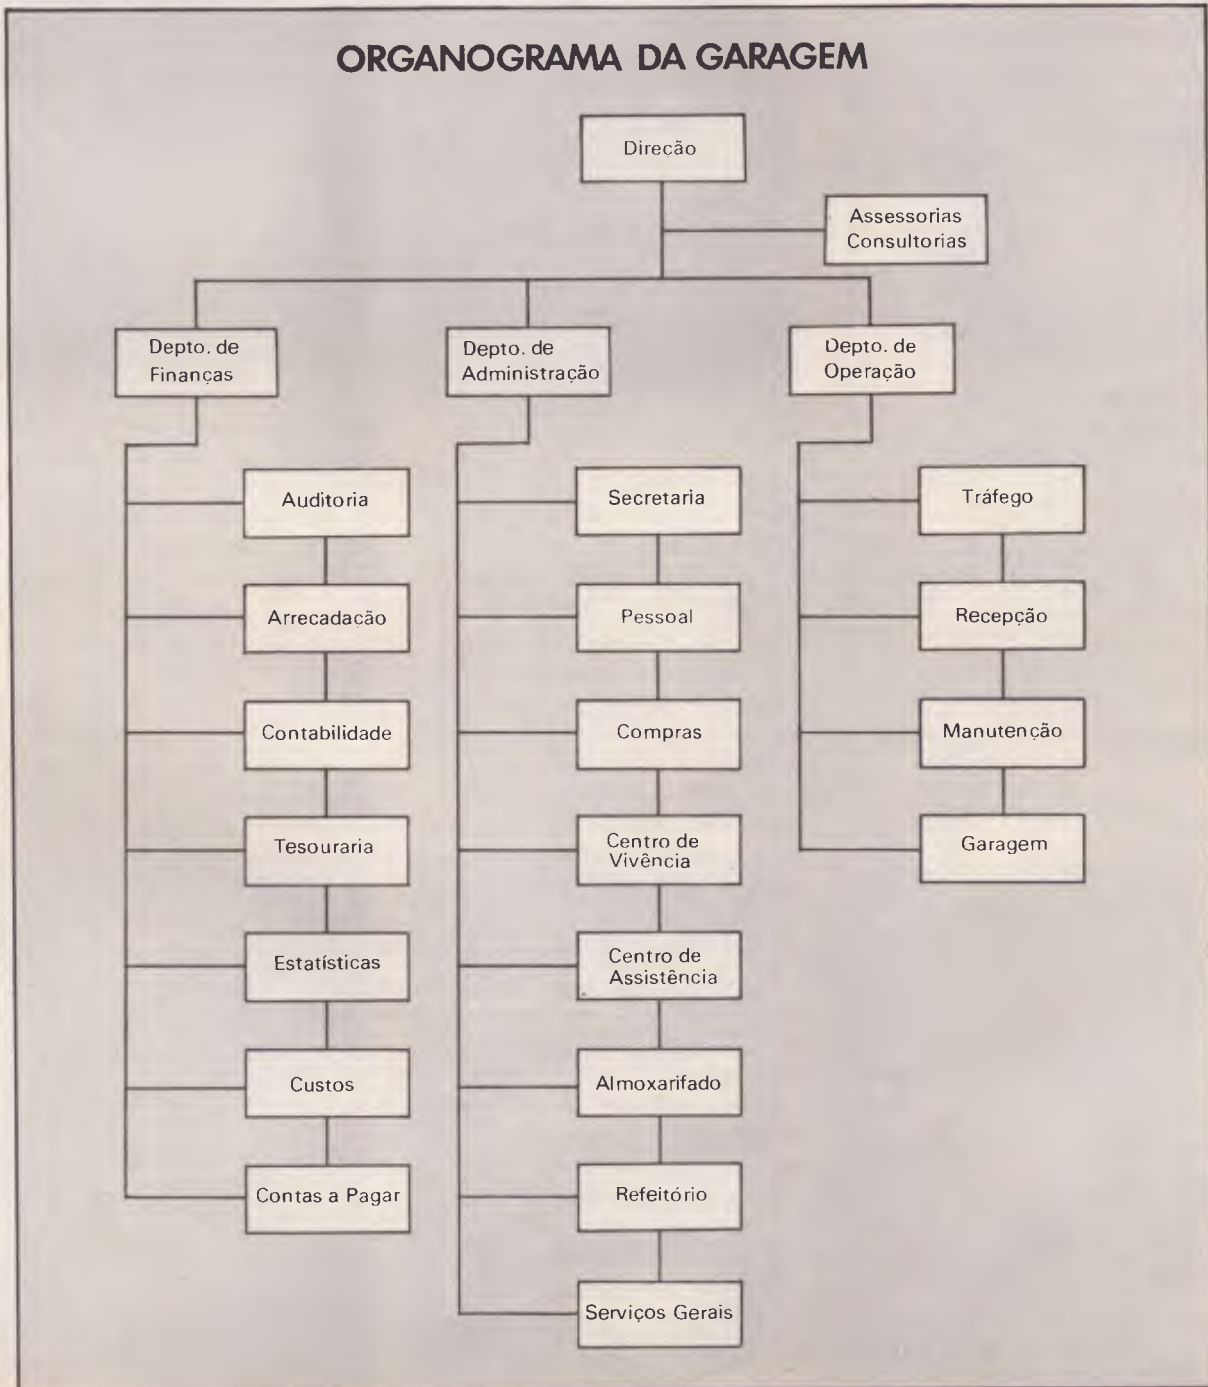 ORGANOGRAMA DA GARAGEM
Direção
Assessorias
Consultorias
Depto. de
Finanças
Depto. de
Administração
Depto. de
Operação
Auditoria
Arrecadação
Contabilidade
Tesouraria
Estatísticas
Custos
Contas a Pagar
Secretaria
Pessoal
Compras
Centro de
Vivência
Centro de
Assistência
Almoxarifado
Refeitório
Serviços Gerais
Tráfego
Recepção
Manutenção
Garagem